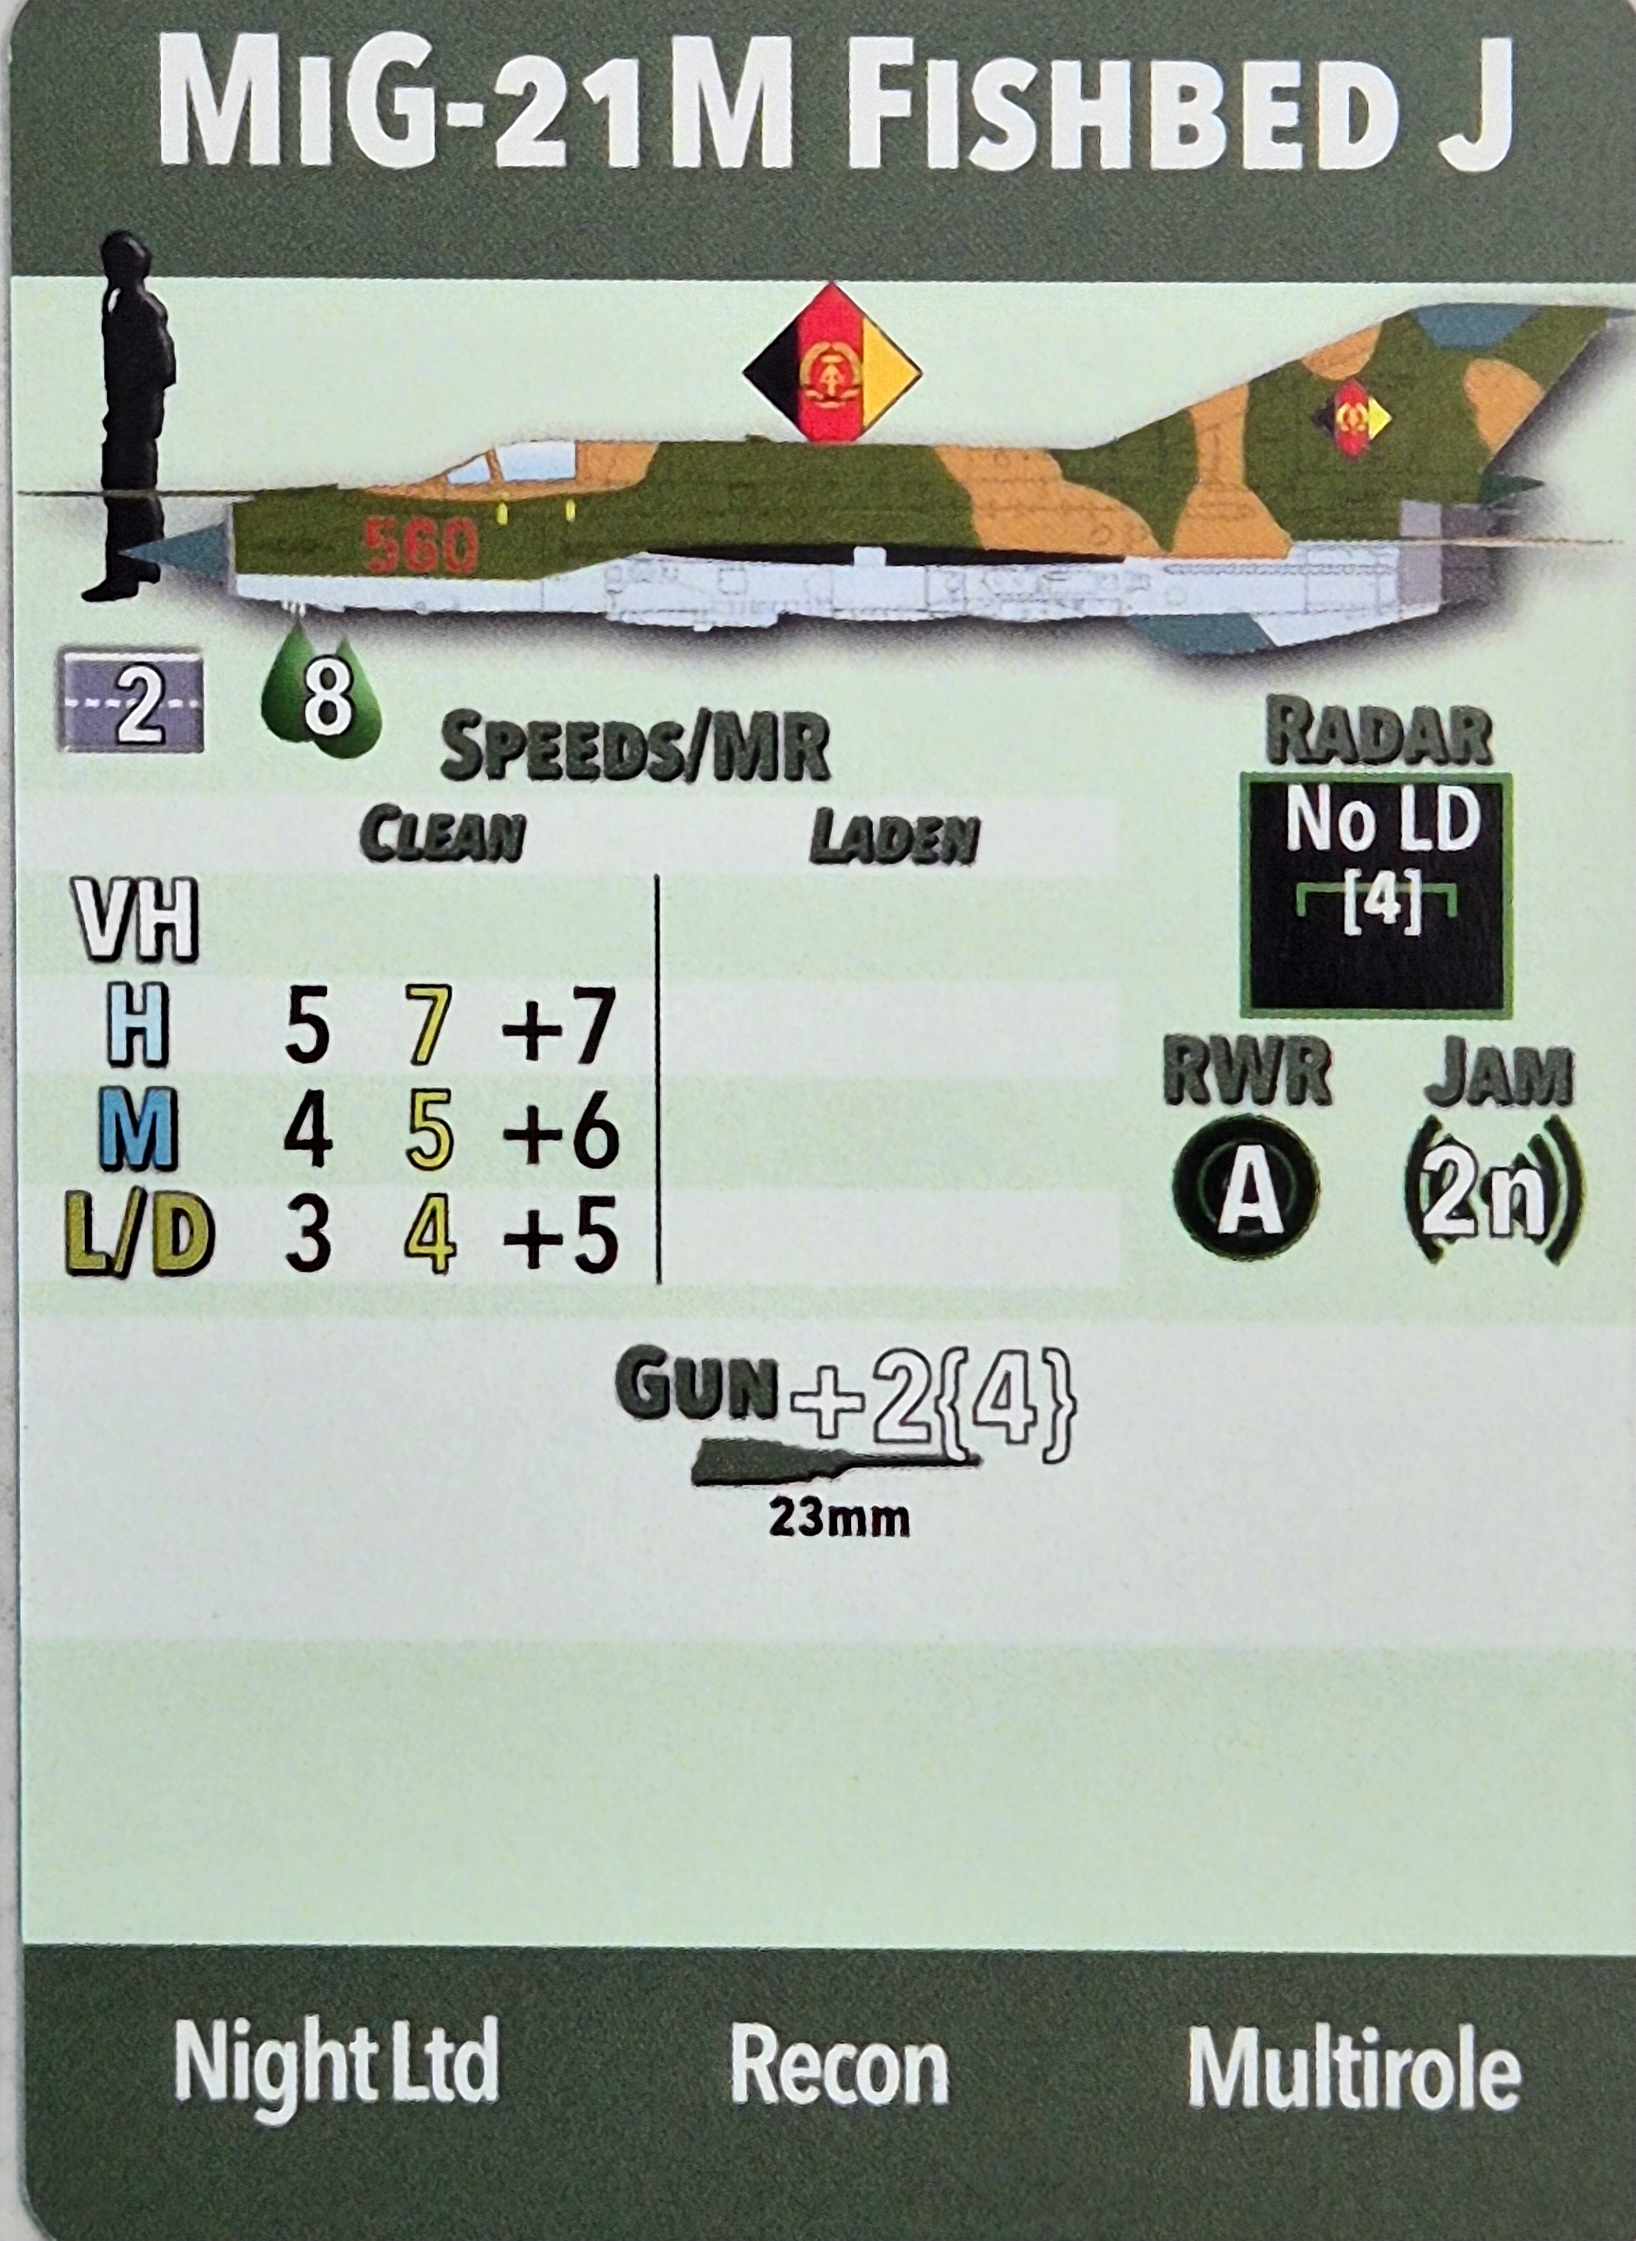 MiG-21M Fishbed J
560
2 8
Speeds/MR
Radar
Clean Laden
No LD
[4]
VH
H 5 7 +7
M 4 5 +6
L/D 3 4 +5
RWR Jam
A (2n)
Gun +2{4}
23mm
Night Ltd Recon Multirole